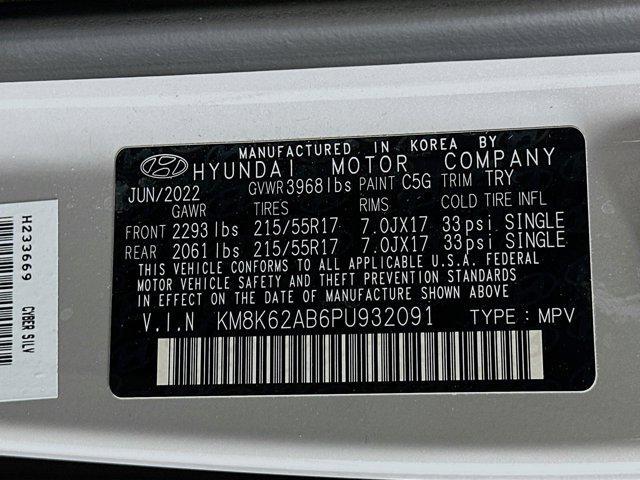 MANUFACTURED IN KOREA BY
HYUNDAI MOTOR COMPANY
JUN/2022 GVWR 3968 lbs PAINT C5G TRIM TRY
GAWR TIRES RIMS COLD TIRE INFL
FRONT 2293 lbs 215/55R17 7.0JX17 33psi SINGLE
REAR 2061 lbs 215/55R17 7.0JX17 33psi SINGLE
THIS VEHICLE CONFORMS TO ALL APPLICABLE U.S.A. FEDERAL
MOTOR VEHICLE SAFETY AND THEFT PREVENTION STANDARDS
IN EFFECT ON THE DATE OF MANUFACTURE SHOWN ABOVE.
V.I.N KM8K62AB6PU932091 TYPE : MPV
H233669
CYBER SILV